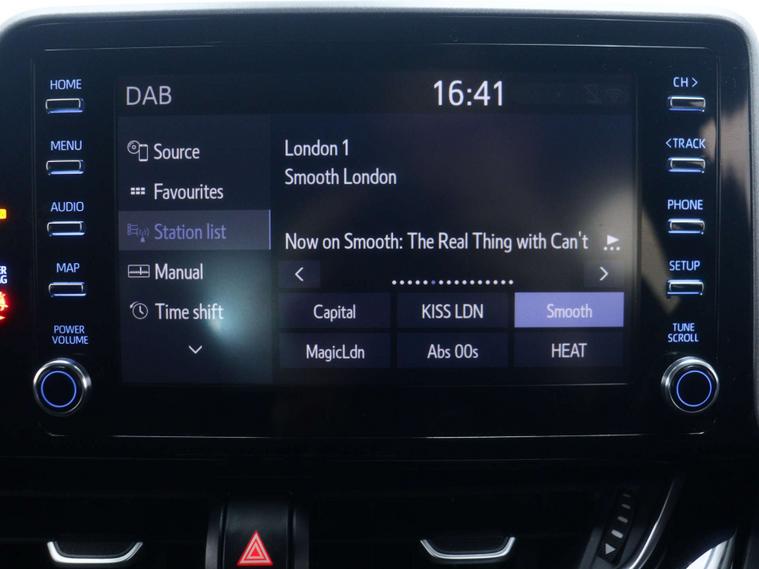 HOME
MENU
AUDIO
MAP
POWER
VOLUME
DAB
16:41
Source
Favourites
Station list
Manual
Time shift
London 1
Smooth London
Now on Smooth: The Real Thing with Can't
Capital
KISS LDN
Smooth
MagicLdn
Abs 00s
HEAT
CH >
<TRACK
PHONE
SETUP
TUNE
SCROLL